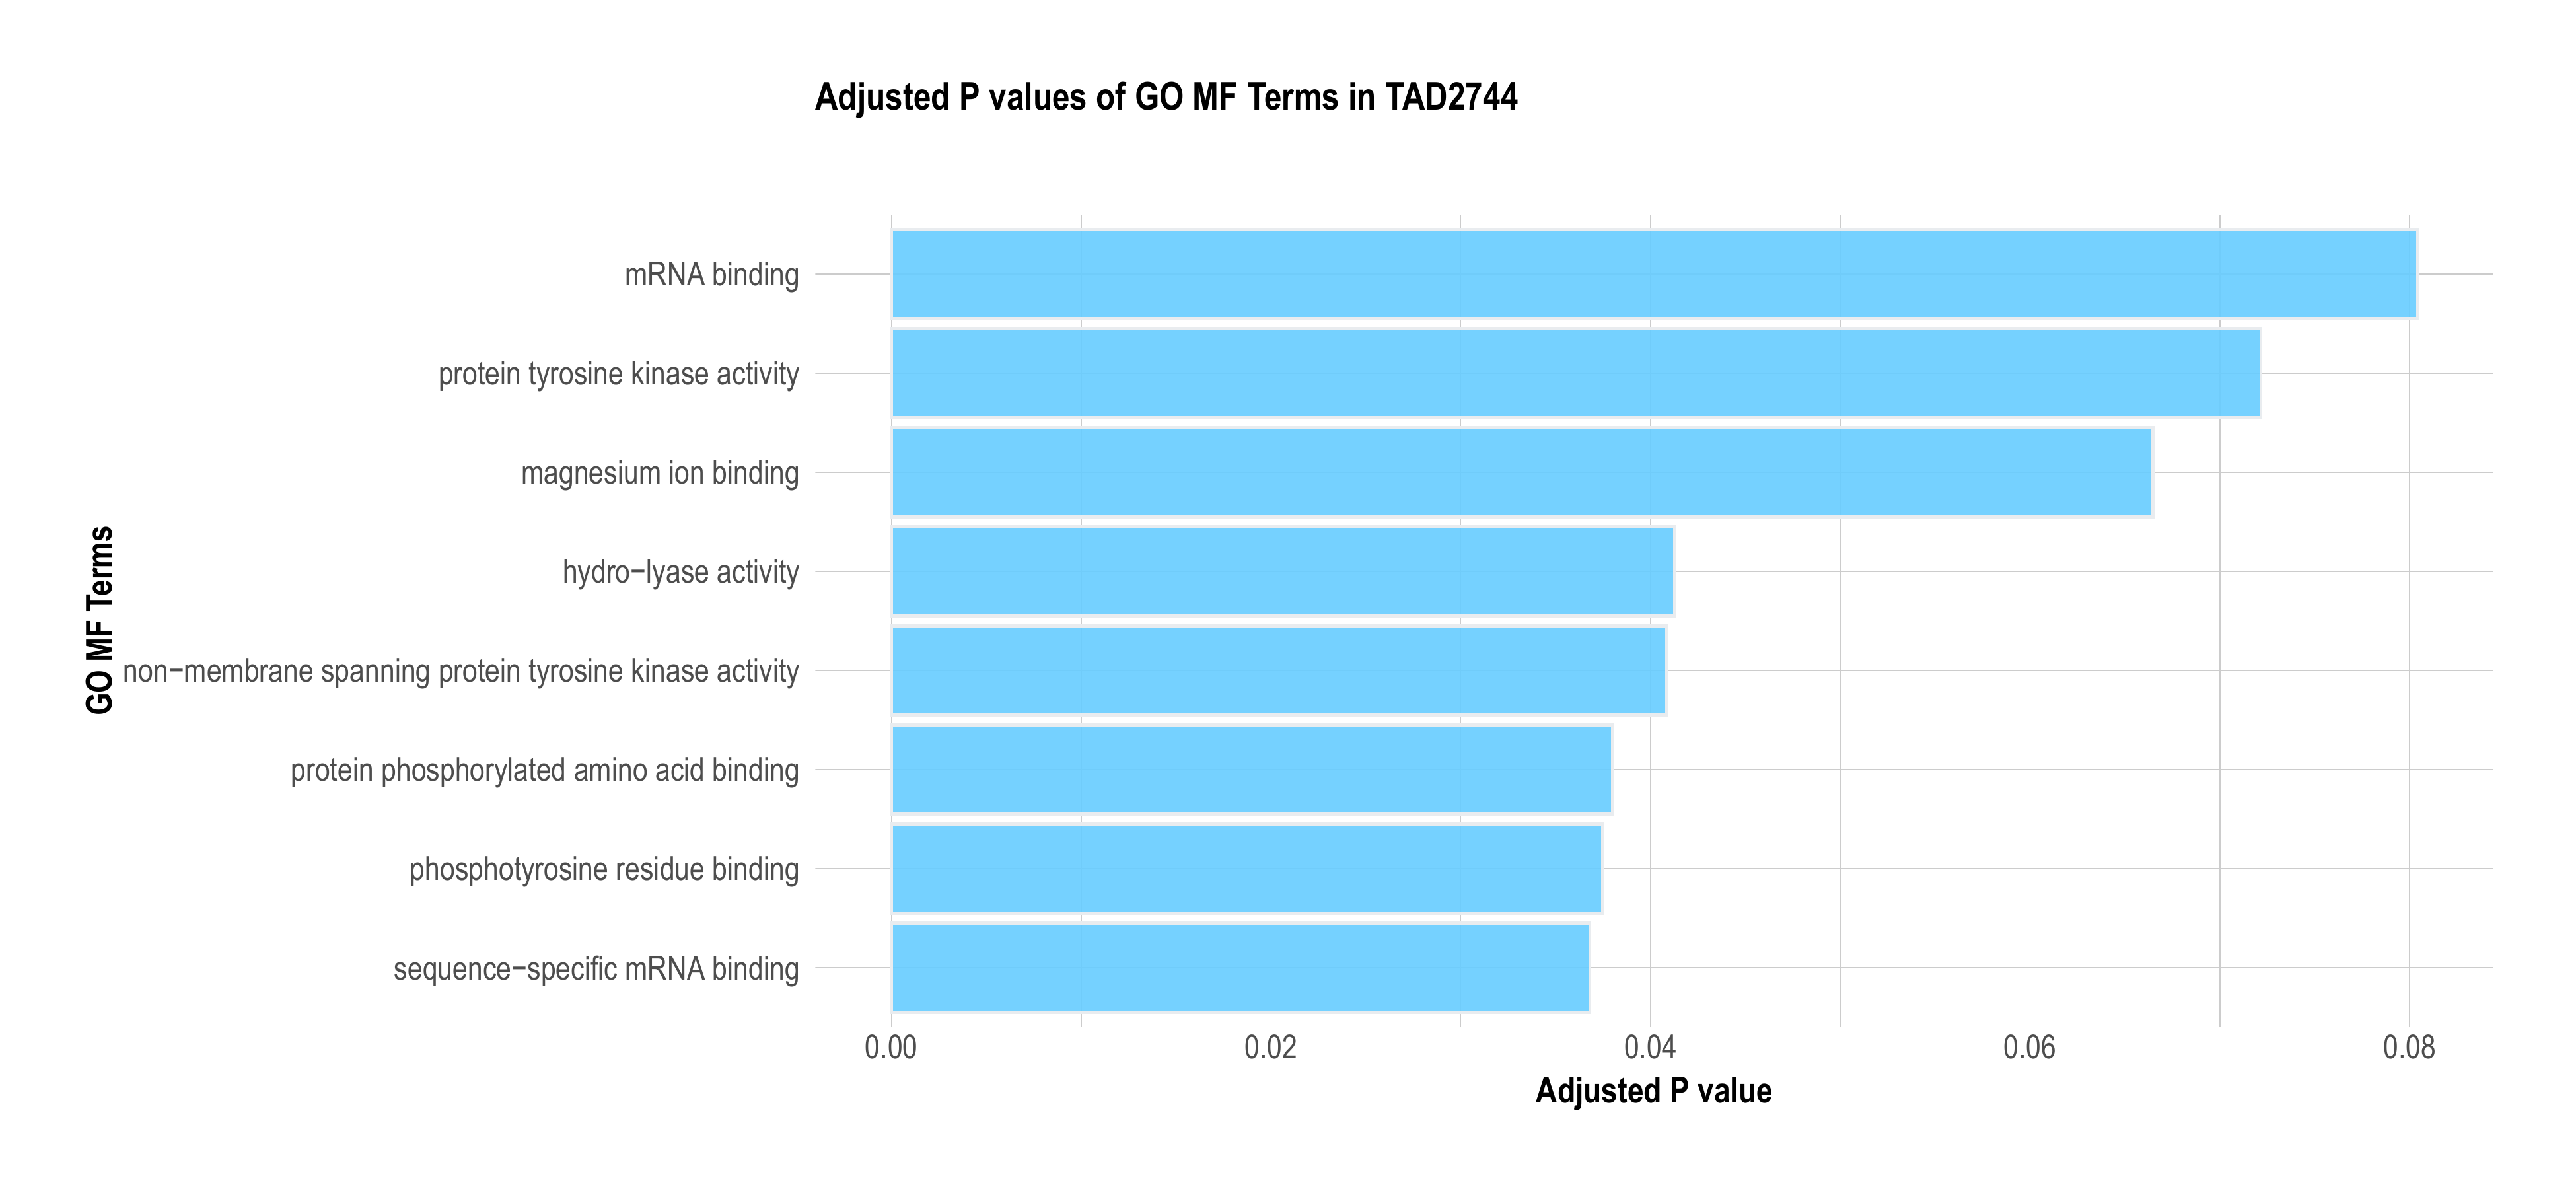 Adjusted P values of GO MF Terms in TAD2744
GO MF Terms
mRNA binding
protein tyrosine kinase activity
magnesium ion binding
hydro−lyase activity
non−membrane spanning protein tyrosine kinase activity
protein phosphorylated amino acid binding
phosphotyrosine residue binding
sequence−specific mRNA binding
0.00 0.02 0.04 0.06 0.08
Adjusted P value